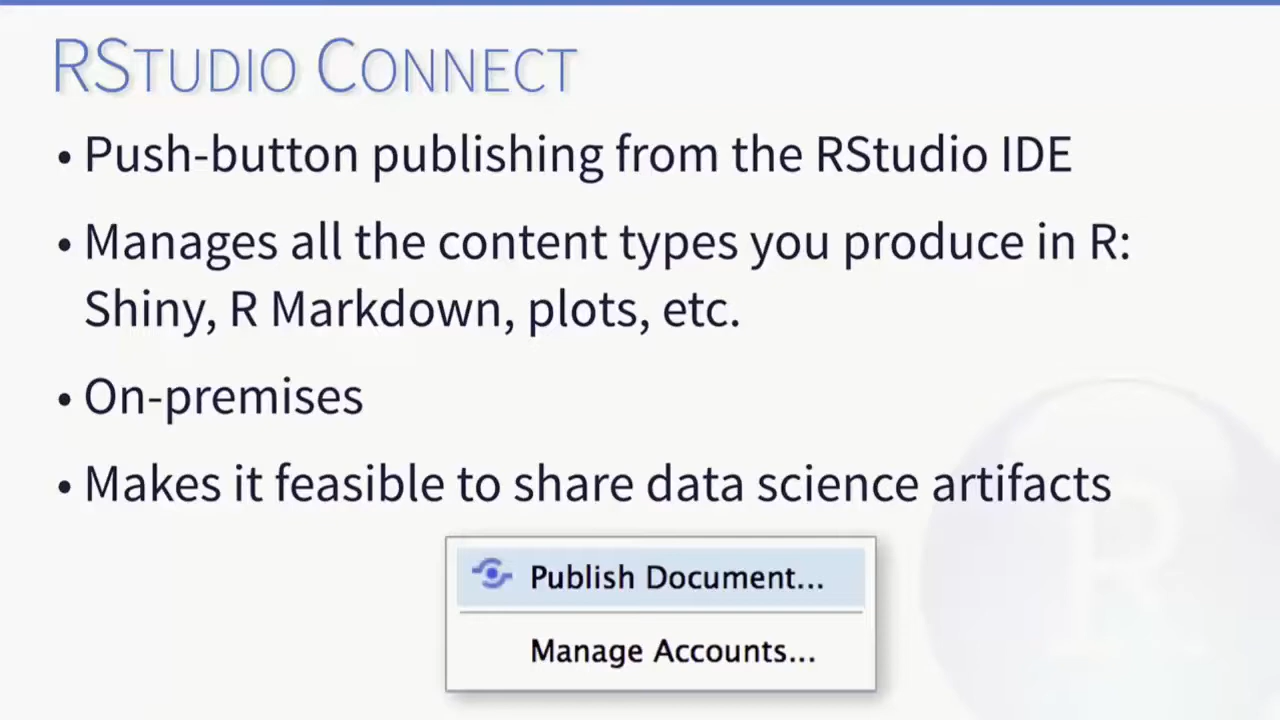 RStudio Connect
• Push-button publishing from the RStudio IDE
• Manages all the content types you produce in R:
Shiny, R Markdown, plots, etc.
• On-premises
• Makes it feasible to share data science artifacts
R
Publish Document...
Manage Accounts...